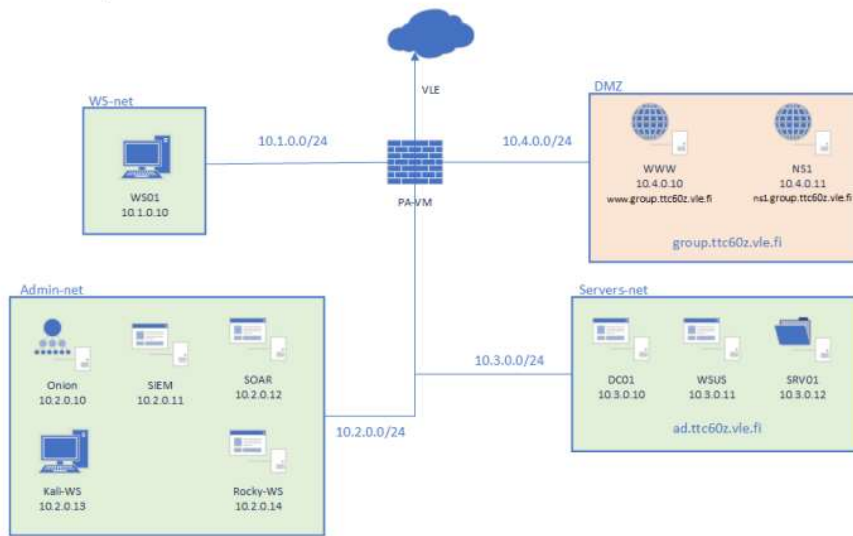 VLE
WS-net
10.1.0.0/24
WS01
10.1.0.10
PA-VM
10.4.0.0/24
DMZ
WWW
10.4.0.10
www.group.ttc60z.vle.fi
NS1
10.4.0.11
ns1.group.ttc60z.vle.fi
group.ttc60z.vle.fi
Admin-net
Onion
10.2.0.10
SIEM
10.2.0.11
SOAR
10.2.0.12
Kali-WS
10.2.0.13
Rocky-WS
10.2.0.14
10.2.0.0/24
10.3.0.0/24
Servers-net
DC01
10.3.0.10
WSUS
10.3.0.11
SRV01
10.3.0.12
ad.ttc60z.vle.fi